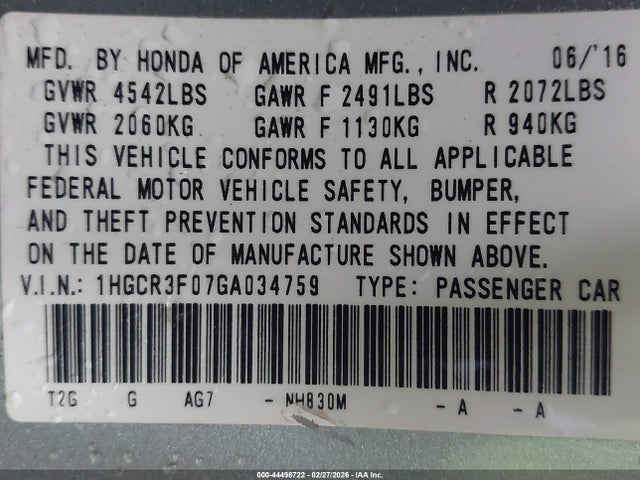 MFD. BY HONDA OF AMERICA MFG., INC. 06/'16
GVWR 4542LBS GAWR F 2491LBS R 2072LBS
GVWR 2060KG GAWR F 1130KG R 940KG
THIS VEHICLE CONFORMS TO ALL APPLICABLE
FEDERAL MOTOR VEHICLE SAFETY, BUMPER,
AND THEFT PREVENTION STANDARDS IN EFFECT
ON THE DATE OF MANUFACTURE SHOWN ABOVE.
V.I.N.: 1HGCR3F07GA034759 TYPE: PASSENGER CAR
T2G G AG7 - NH830M - A - A
000-44498722 - 02/27/2026 - IAA Inc.